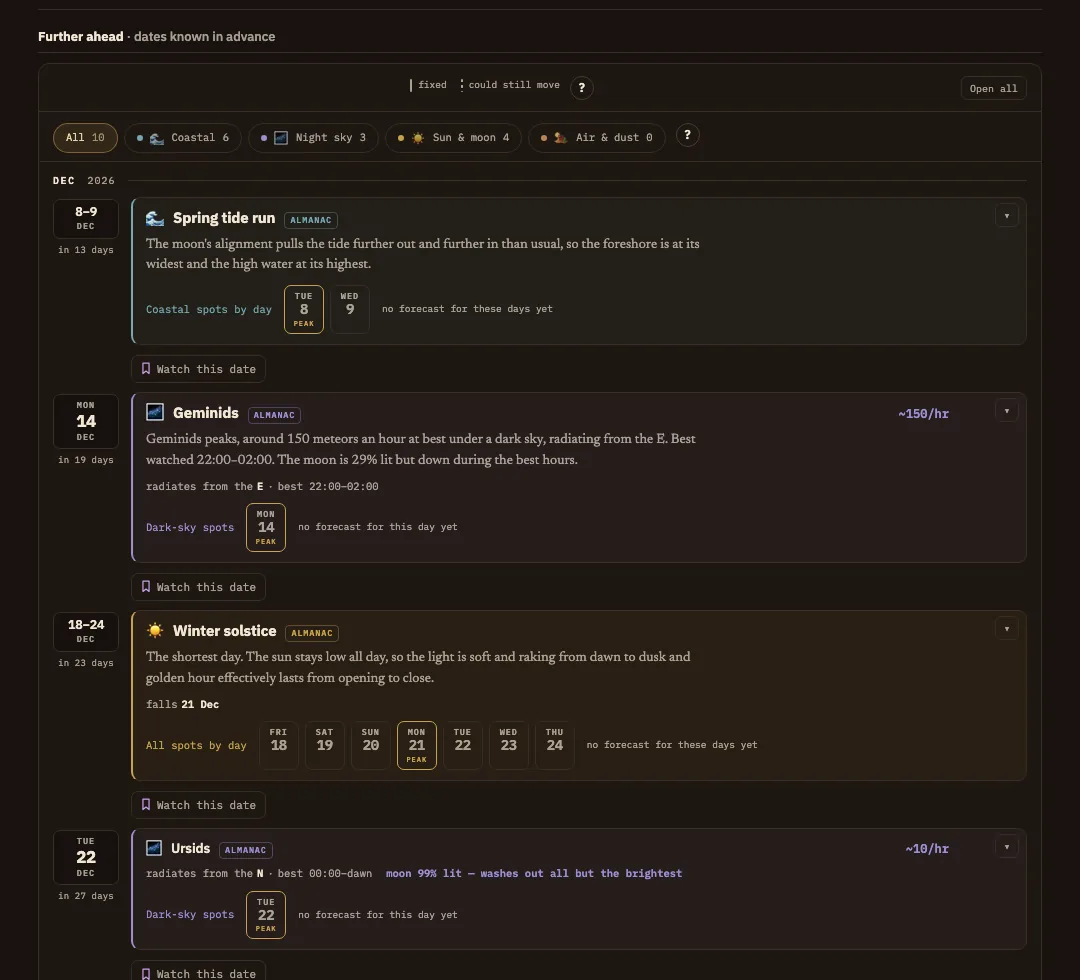 Further ahead · dates known in advance
fixed could still move ?
Open all
All 10 Coastal 6 Night sky 3 Sun & moon 4 Air & dust 0 ?
DEC 2026
8–9
DEC
in 13 days
Spring tide run ALMANAC
The moon's alignment pulls the tide further out and further in than usual, so the foreshore is at its
widest and the high water at its highest.
Coastal spots by day
TUE
8
PEAK
WED
9
no forecast for these days yet
Watch this date
MON
14
DEC
in 19 days
Geminids ALMANAC
~150/hr
Geminids peaks, around 150 meteors an hour at best under a dark sky, radiating from the E. Best
watched 22:00–02:00. The moon is 29% lit but down during the best hours.
radiates from the E · best 22:00–02:00
Dark-sky spots
MON
14
PEAK
no forecast for this day yet
Watch this date
18–24
DEC
in 23 days
Winter solstice ALMANAC
The shortest day. The sun stays low all day, so the light is soft and raking from dawn to dusk and
golden hour effectively lasts from opening to close.
falls 21 Dec
All spots by day
FRI
18
SAT
19
SUN
20
MON
21
PEAK
TUE
22
WED
23
THU
24
no forecast for these days yet
Watch this date
TUE
22
DEC
in 27 days
Ursids ALMANAC
~10/hr
radiates from the N · best 00:00–dawn moon 99% lit — washes out all but the brightest
Dark-sky spots
TUE
22
PEAK
no forecast for this day yet
Watch this date